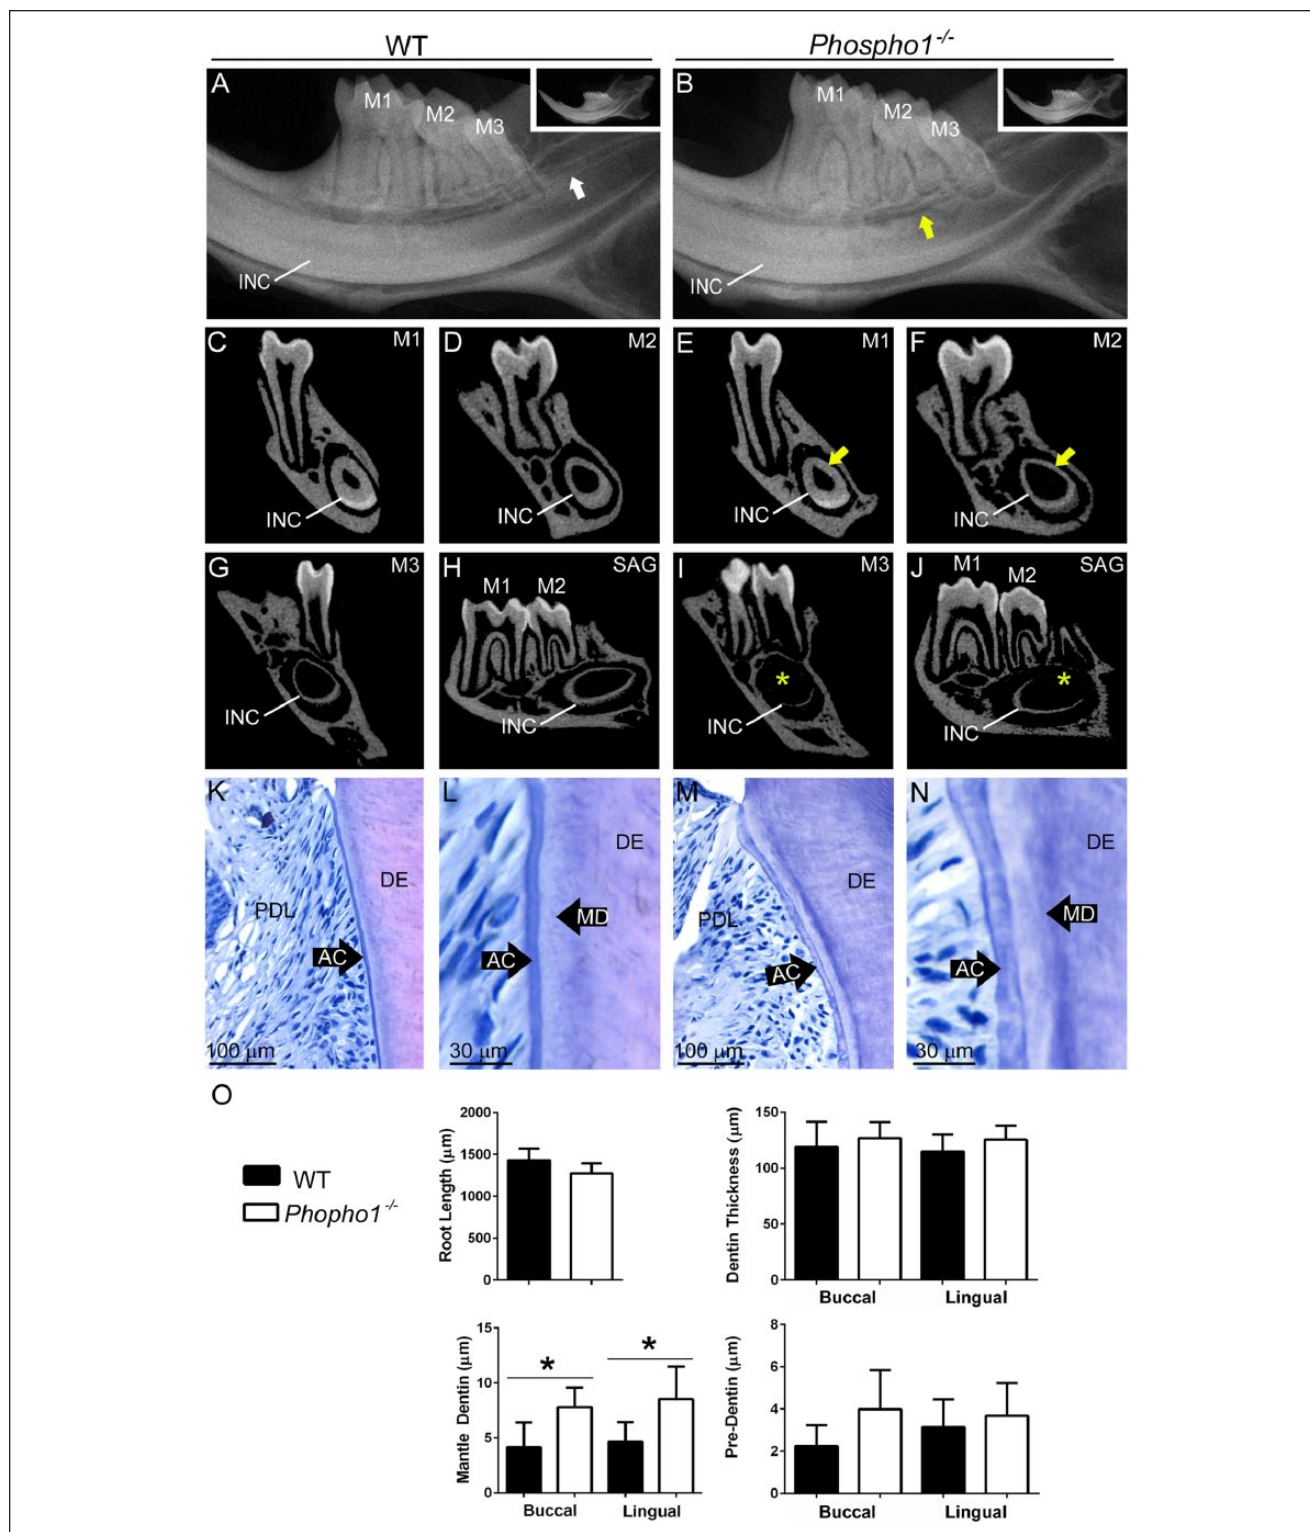 WT Phospho1-/-
A M1 M2 M3 INC
B M1 M2 M3 INC
C M1 INC
D M2 INC
E M1 INC
F M2 INC
G M3 INC
H SAG M1 M2 INC
I M3 INC *
J SAG M1 M2 INC *
K DE PDL AC 100 μm
L DE MD AC 30 μm
M DE PDL AC 100 μm
N DE MD AC 30 μm
O
WT
Phopho1-/-
Root Length (μm)
2000
1500
1000
500
0
Dentin Thickness (μm)
150
100
50
0
Buccal Lingual
Mantle Dentin (μm)
15
10
5
0
* *
Buccal Lingual
Pre-Dentin (μm)
8
6
4
2
0
Buccal Lingual